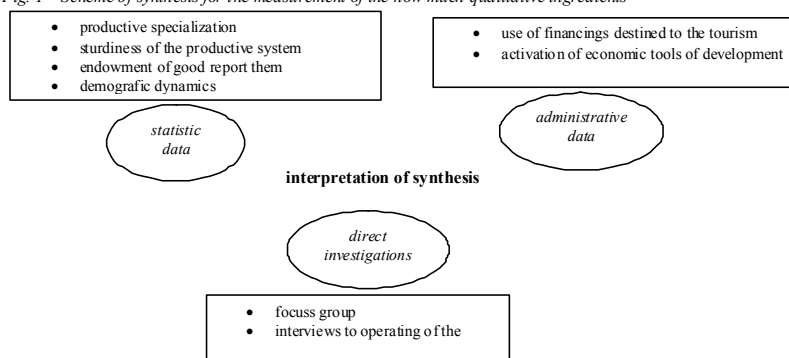 Fig. 1 – Scheme of synthesis for the measurement of the how much-qualitative ingredients
• productive specialization
• sturdiness of the productive system
• endowment of good report them
• demografic dynamics
• use of financings destined to the tourism
• activation of economic tools of development
statistic
data
administrative
data
interpretation of synthesis
direct
investigations
• focuss group
• interviews to operating of the